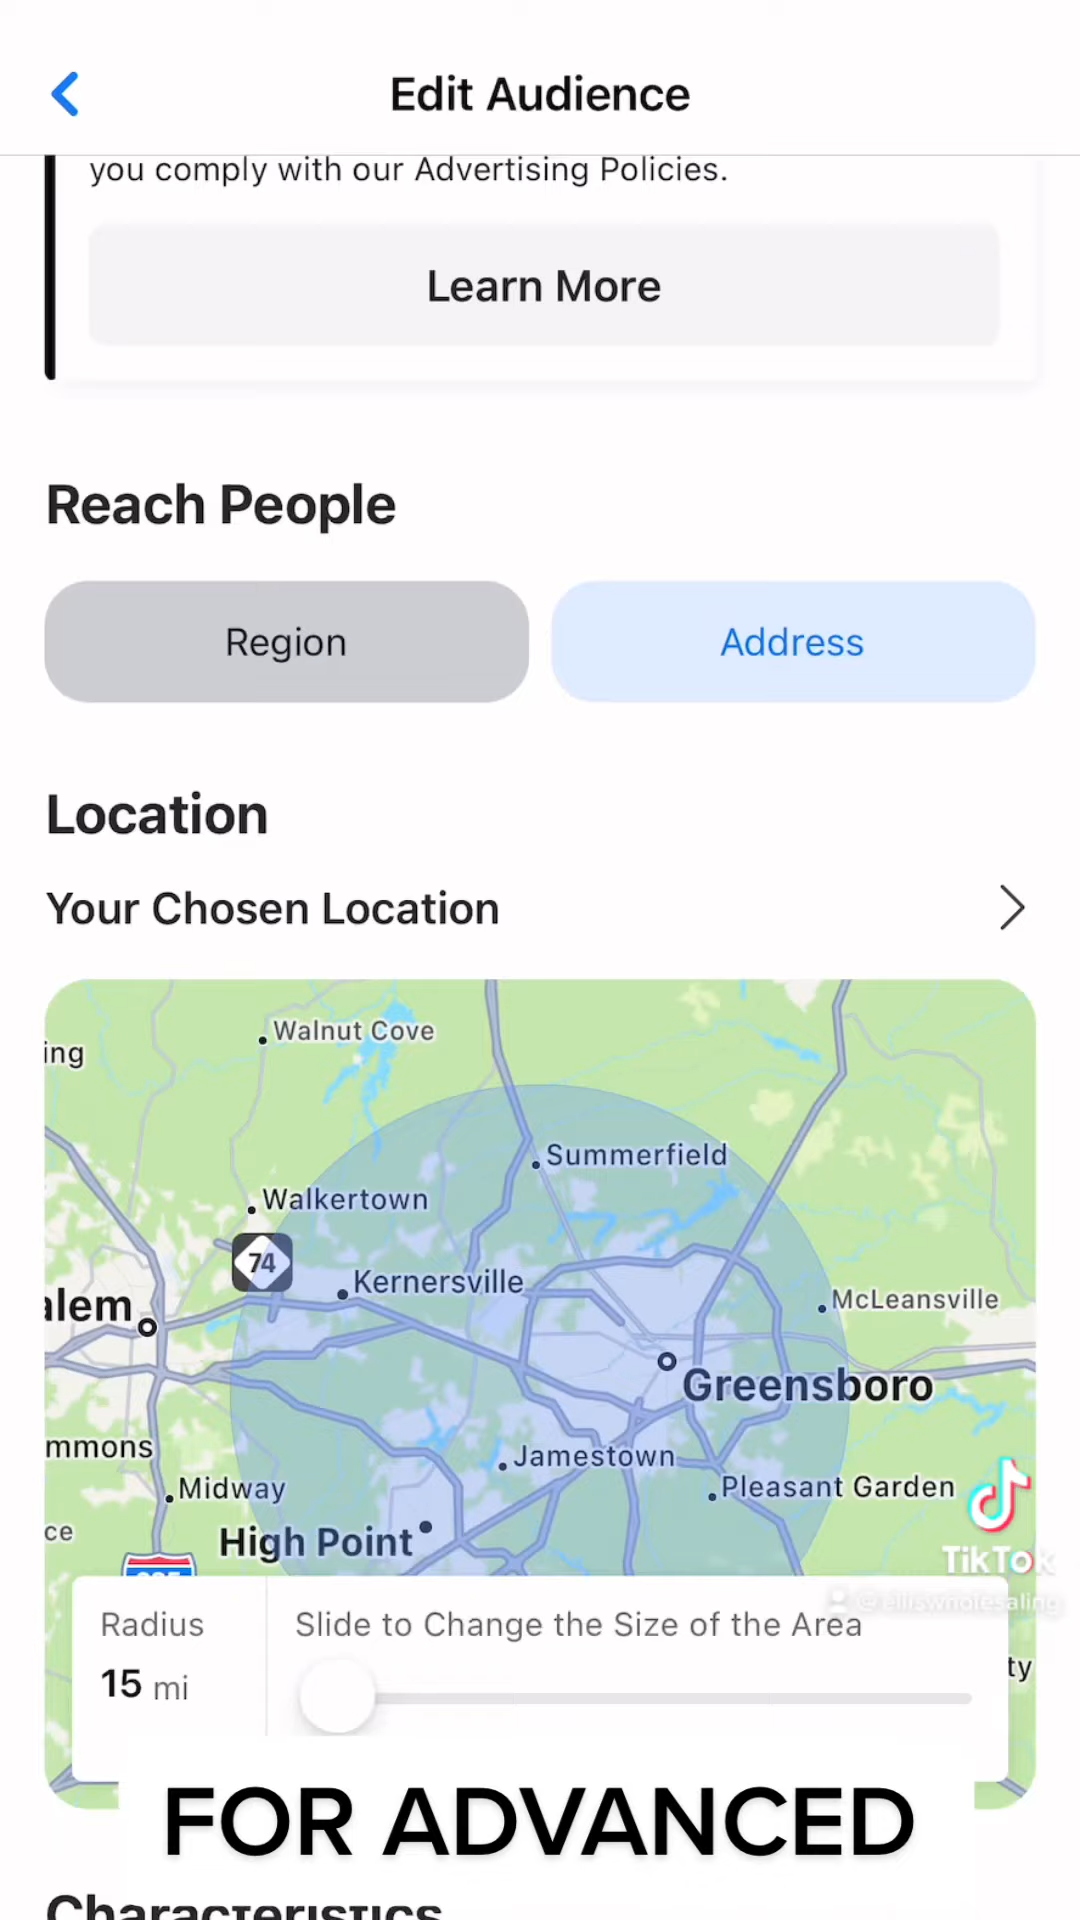 Edit Audience
you comply with our Advertising Policies.
Learn More
Reach People
Region
Address
Location
Your Chosen Location
Walnut Cove
ing
Summerfield
Walkertown
74
Kernersville
alem
McLeansville
Greensboro
mmons
Jamestown
Midway
Pleasant Garden
ce
High Point
TikTok
@elliswholesaling
Radius
Slide to Change the Size of the Area
15 mi
ty
FOR ADVANCED
Characteristics